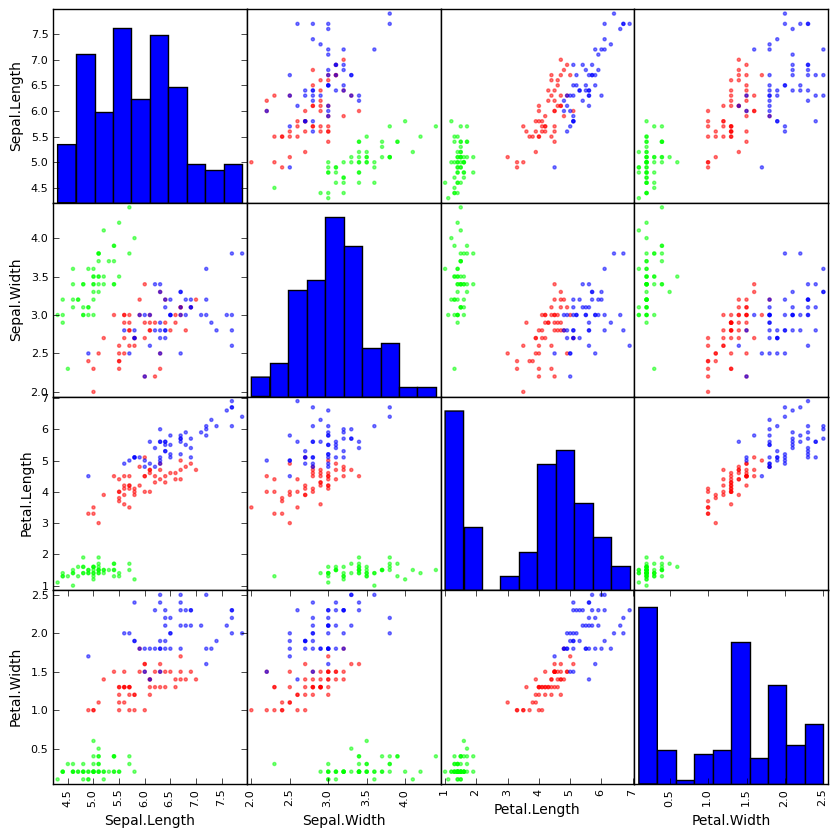 Sepal.Length
7.5
7.0
6.5
6.0
5.5
5.0
4.5
Sepal.Width
4.0
3.5
3.0
2.5
2.0
Petal.Length
7
6
5
4
3
2
1
Petal.Width
2.5
2.0
1.5
1.0
0.5
4.5 5.0 5.5 6.0 6.5 7.0 7.5
Sepal.Length
2.0 2.5 3.0 3.5 4.0
Sepal.Width
1 2 3 4 5 6 7
Petal.Length
0.5 1.0 1.5 2.0 2.5
Petal.Width